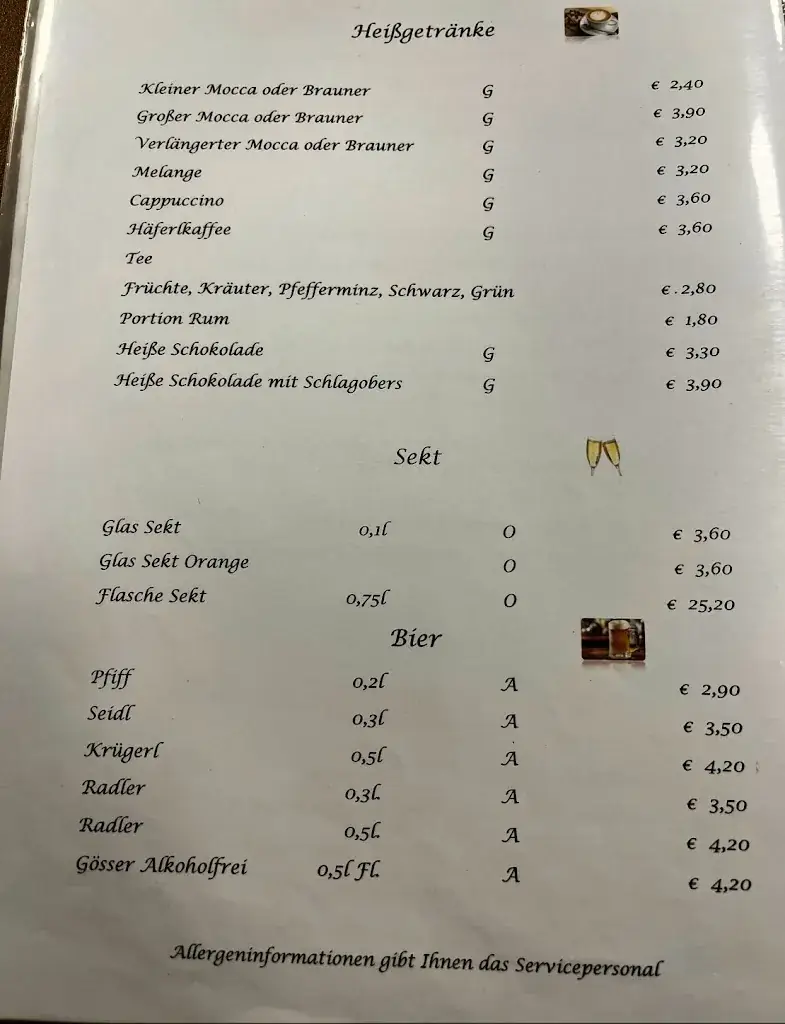 Heißgetränke
Kleiner Mocca oder Brauner G € 2,40
Großer Mocca oder Brauner G € 3,90
Verlängerter Mocca oder Brauner G € 3,20
Melange G € 3,20
Cappuccino G € 3,60
Häferlkaffee G € 3,60
Tee
Früchte, Kräuter, Pfefferminz, Schwarz, Grün € . 2,80
Portion Rum € 1,80
Heiße Schokolade G € 3,30
Heiße Schokolade mit Schlagobers G € 3,90
Sekt
Glas Sekt 0,1l O € 3,60
Glas Sekt Orange O € 3,60
Flasche Sekt 0,75l O € 25,20
Bier
Pfiff 0,2l A € 2,90
Seidl 0,3l A € 3,50
Krügerl 0,5l A € 4,20
Radler 0,3l. A € 3,50
Radler 0,5l. A € 4,20
Gösser Alkoholfrei 0,5l Fl. A € 4,20
Allergeninformationen gibt Ihnen das Servicepersonal